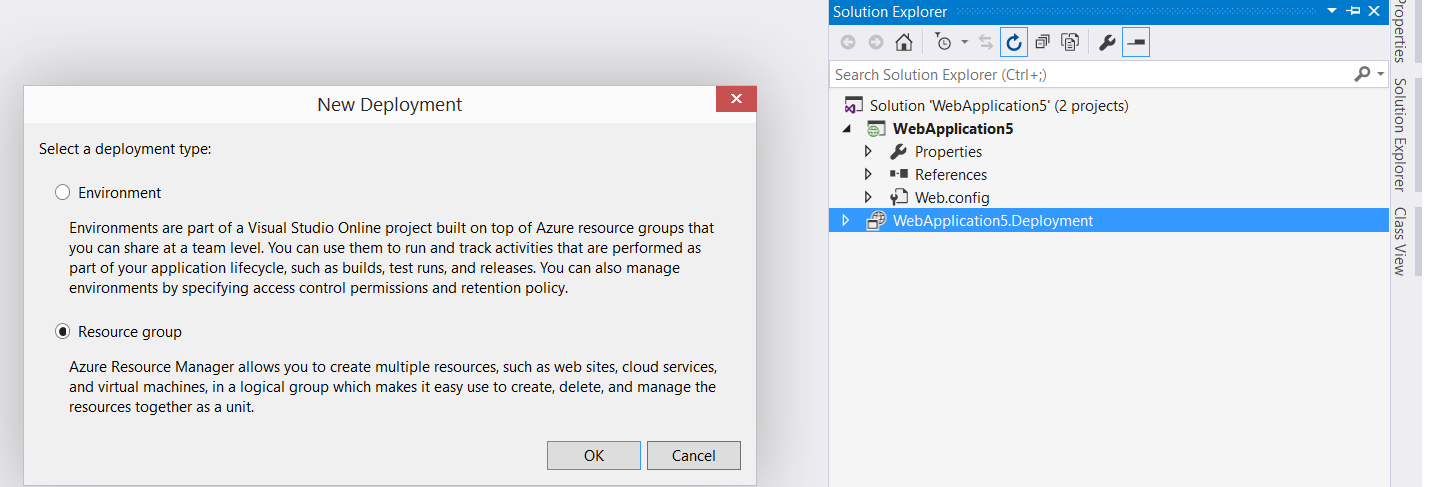 New Deployment
Select a deployment type:
Environment
Environments are part of a Visual Studio Online project built on top of Azure resource groups that
you can share at a team level. You can use them to run and track activities that are performed as
part of your application lifecycle, such as builds, test runs, and releases. You can also manage
environments by specifying access control permissions and retention policy.
Resource group
Azure Resource Manager allows you to create multiple resources, such as web sites, cloud services,
and virtual machines, in a logical group which makes it easy use to create, delete, and manage the
resources together as a unit.
OK
Cancel
Solution Explorer
Search Solution Explorer (Ctrl+;)
Solution 'WebApplication5' (2 projects)
WebApplication5
Properties
References
Web.config
WebApplication5.Deployment
Properties
Solution Explorer
Class View